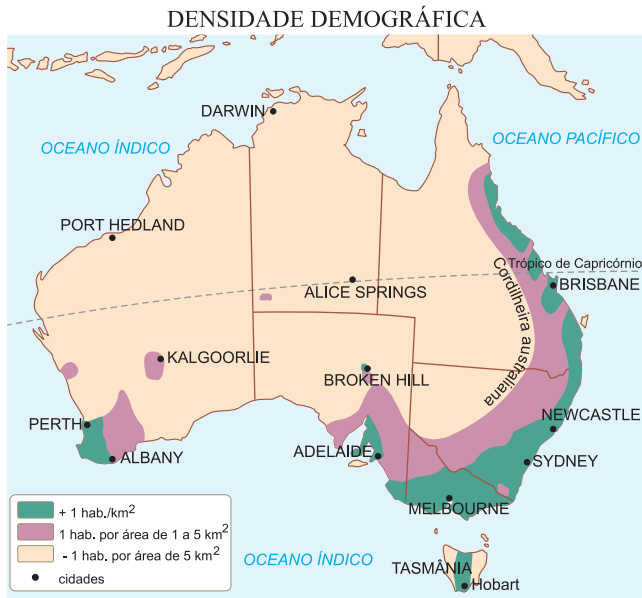 DENSIDADE DEMOGRÁFICA
DARWIN
OCEANO ÍNDICO
OCEANO PACÍFICO
PORT HEDLAND
Trópico de Capricórnio
ALICE SPRINGS
BRISBANE
Cordilheira australiana
KALGOORLIE
BROKEN HILL
PERTH
NEWCASTLE
ALBANY
ADELAIDE
SYDNEY
MELBOURNE
+ 1 hab./km²
1 hab. por área de 1 a 5 km²
- 1 hab. por área de 5 km²
cidades
OCEANO ÍNDICO
TASMÂNIA
Hobart